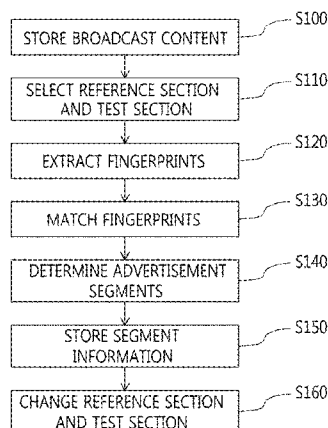 S100
STORE BROADCAST CONTENT
S110
SELECT REFERENCE SECTION
AND TEST SECTION
S120
EXTRACT FINGERPRINTS
S130
MATCH FINGERPRINTS
S140
DETERMINE ADVERTISEMENT
SEGMENTS
S150
STORE SEGMENT
INFORMATION
S160
CHANGE REFERENCE SECTION
AND TEST SECTION